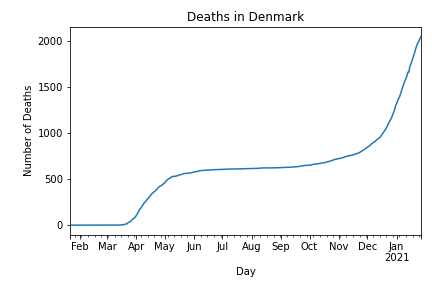 Deaths in Denmark
2000
1500
1000
500
0
Number of Deaths
Feb Mar Apr May Jun Jul Aug Sep Oct Nov Dec Jan
2021
Day